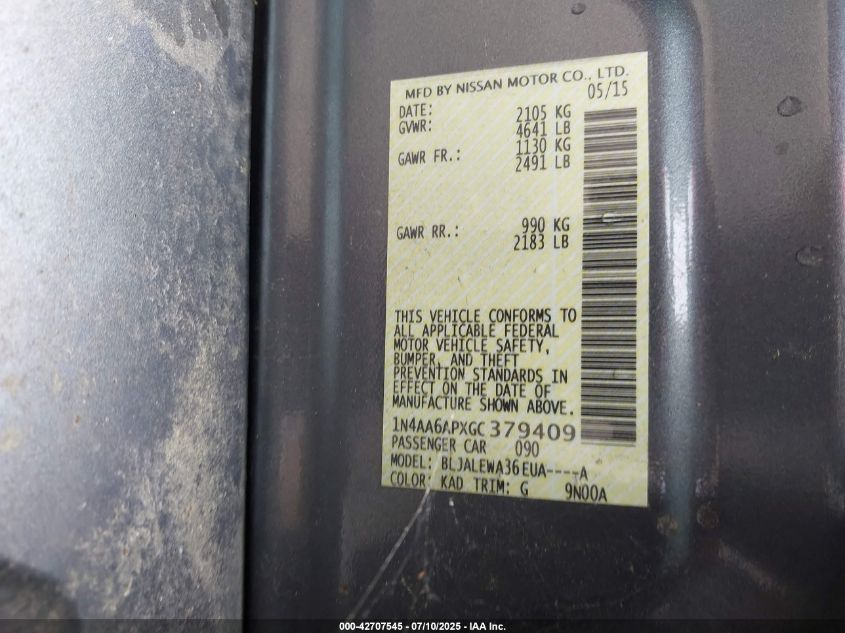 MFD BY NISSAN MOTOR CO., LTD.
DATE: 05/15
GVWR: 2105 KG
4641 LB
GAWR FR.: 1130 KG
2491 LB
GAWR RR.: 990 KG
2183 LB
THIS VEHICLE CONFORMS TO
ALL APPLICABLE FEDERAL
MOTOR VEHICLE SAFETY,
BUMPER, AND THEFT
PREVENTION STANDARDS IN
EFFECT ON THE DATE OF
MANUFACTURE SHOWN ABOVE.
1N4AA6APXGC379409
PASSENGER CAR 090
MODEL: BLJALEWA36EUA----A
COLOR: KAD TRIM: G 9N00A
000-42707545 - 07/10/2025 - IAA Inc.